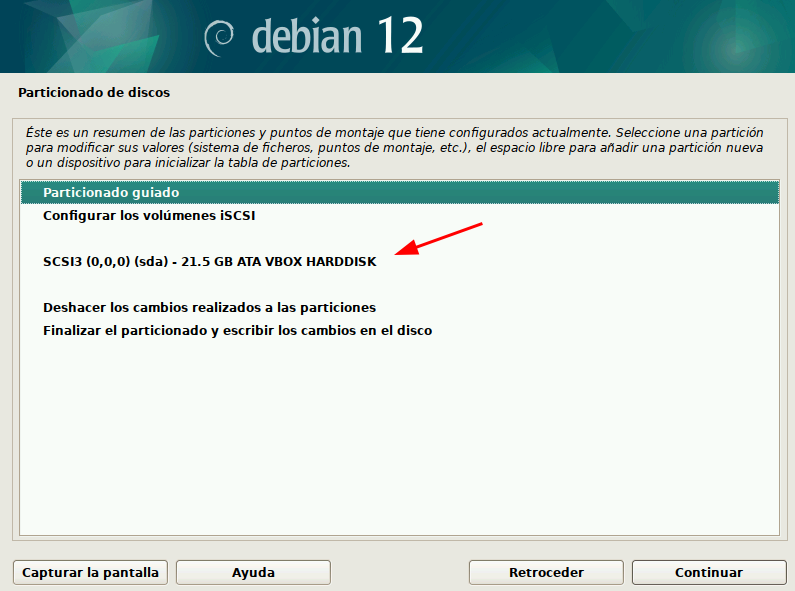 debian 12
Particionado de discos
Éste es un resumen de las particiones y puntos de montaje que tiene configurados actualmente. Seleccione una partición
para modificar sus valores (sistema de ficheros, puntos de montaje, etc.), el espacio libre para añadir una partición nueva
o un dispositivo para inicializar la tabla de particiones.
Particionado guiado
Configurar los volúmenes iSCSI
SCSI3 (0,0,0) (sda) - 21.5 GB ATA VBOX HARDDISK
Deshacer los cambios realizados a las particiones
Finalizar el particionado y escribir los cambios en el disco
Capturar la pantalla
Ayuda
Retroceder
Continuar